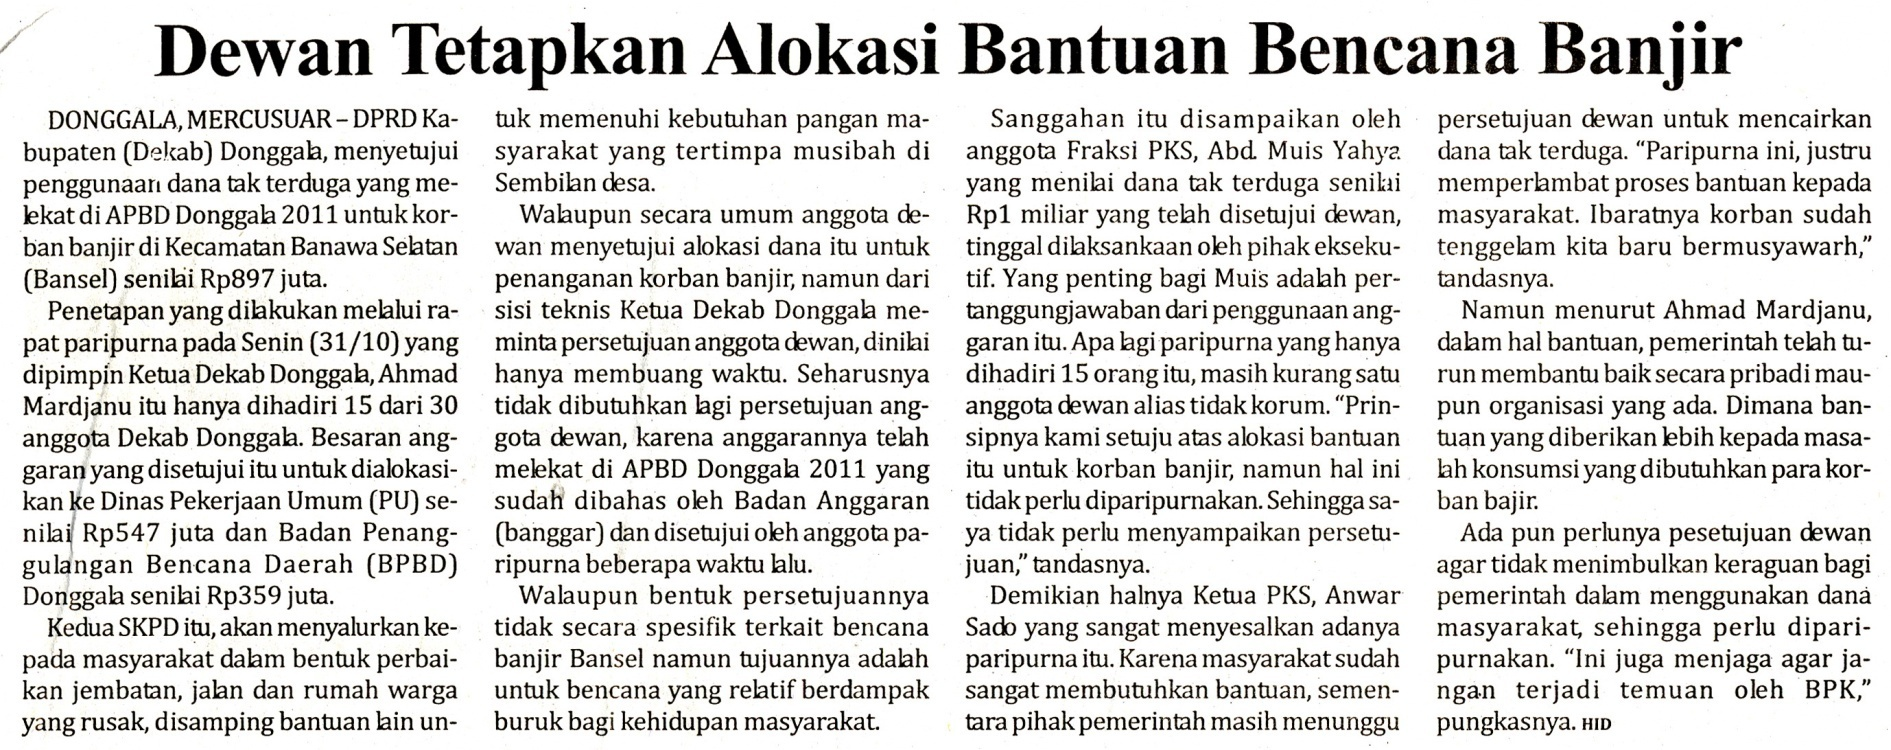 Dewan Tetapkan Alokasi Bantuan Bencana Banjir
DONGGALA, MERCUSUAR – DPRD Ka-
bupaten (Dekab) Donggala, menyetujui
penggunaan dana tak terduga yang me-
lekat di APBD Donggala 2011 untuk kor-
ban banjir di Kecamatan Banawa Selatan
(Bansel) senilai Rp897 juta.
Penetapan yang dilakukan melalui ra-
pat paripurna pada Senin (31/10) yang
dipimpin Ketua Dekab Donggala, Ahmad
Mardjanu itu hanya dihadiri 15 dari 30
anggota Dekab Donggala. Besaran ang-
garan yang disetujui itu untuk dialokasi-
kan ke Dinas Pekerjaan Umum (PU) se-
nilai Rp547 juta dan Badan Penang-
gulangan Bencana Daerah (BPBD)
Donggala senilai Rp359 juta.
Kedua SKPD itu, akan menyalurkan ke-
pada masyarakat dalam bentuk perbai-
kan jembatan, jalan dan rumah warga
yang rusak, disamping bantuan lain un-
tuk memenuhi kebutuhan pangan ma-
syarakat yang tertimpa musibah di
Sembilan desa.
Walaupun secara umum anggota de-
wan menyetujui alokasi dana itu untuk
penanganan korban banjir, namun dari
sisi teknis Ketua Dekab Donggala me-
minta persetujuan anggota dewan, dinilai
hanya membuang waktu. Seharusnya
tidak dibutuhkan lagi persetujuan ang-
gota dewan, karena anggarannya telah
melekat di APBD Donggala 2011 yang
sudah dibahas oleh Badan Anggaran
(banggar) dan disetujui oleh anggota pa-
ripurna beberapa waktu lalu.
Walaupun bentuk persetujuannya
tidak secara spesifik terkait bencana
banjir Bansel namun tujuannya adalah
untuk bencana yang relatif berdampak
buruk bagi kehidupan masyarakat.
Sanggahan itu disampaikan oleh
anggota Fraksi PKS, Abd. Muis Yahya
yang menilai dana tak terduga senilai
Rp1 miliar yang telah disetujui dewan,
tinggal dilaksankaan oleh pihak ekseku-
tif. Yang penting bagi Muis adalah per-
tanggungjawaban dari penggunaan ang-
garan itu. Apa lagi paripurna yang hanya
dihadiri 15 orang itu, masih kurang satu
anggota dewan alias tidak korum. “Prin-
sipnya kami setuju atas alokasi bantuan
itu untuk korban banjir, namun hal ini
tidak perlu diparipurnakan. Sehingga sa-
ya tidak perlu menyampaikan persetu-
juan,” tandasnya.
Demikian halnya Ketua PKS, Anwar
Sado yang sangat menyesalkan adanya
paripurna itu. Karena masyarakat sudah
sangat membutuhkan bantuan, semen-
tara pihak pemerintah masih menunggu
persetujuan dewan untuk mencairkan
dana tak terduga. “Paripurna ini, justru
memperlambat proses bantuan kepada
masyarakat. Ibaratnya korban sudah
tenggelam kita baru bermusyawarh,”
tandasnya.
Namun menurut Ahmad Mardjanu,
dalam hal bantuan, pemerintah telah tu-
run membantu baik secara pribadi mau-
pun organisasi yang ada. Dimana ban-
tuan yang diberikan lebih kepada masa-
lah konsumsi yang dibutuhkan para kor-
ban bajir.
Ada pun perlunya pesetujuan dewan
agar tidak menimbulkan keraguan bagi
pemerintah dalam menggunakan dana
masyarakat, sehingga perlu dipari-
purnakan. “Ini juga menjaga agar ja-
ngan terjadi temuan oleh BPK,”
pungkasnya. HID